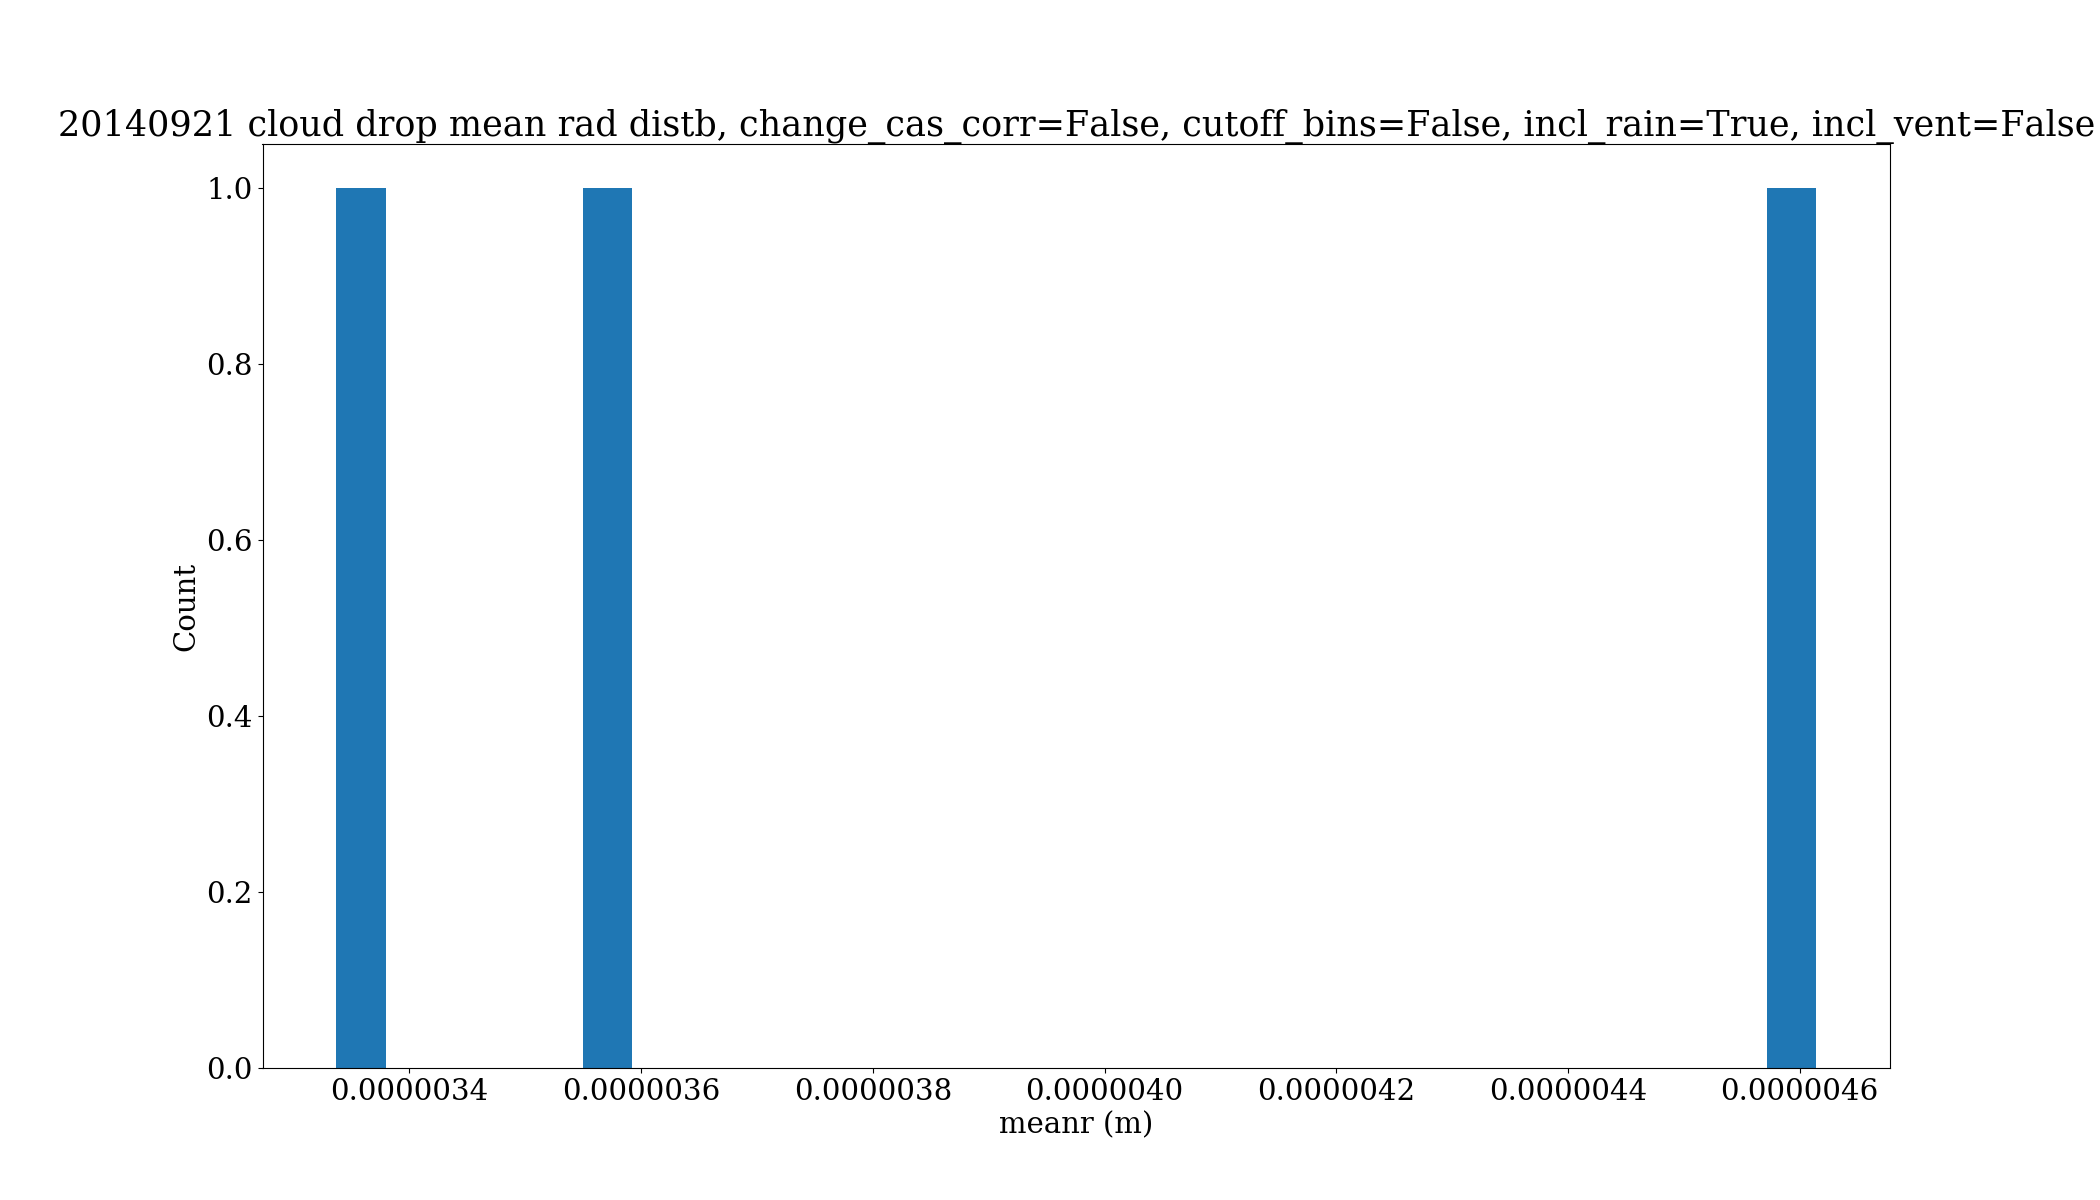 20140921 cloud drop mean rad distb, change_cas_corr=False, cutoff_bins=False, incl_rain=True, incl_vent=False
1.0
0.8
0.6
0.4
0.2
0.0
Count
0.0000034 0.0000036 0.0000038 0.0000040 0.0000042 0.0000044 0.0000046
meanr (m)